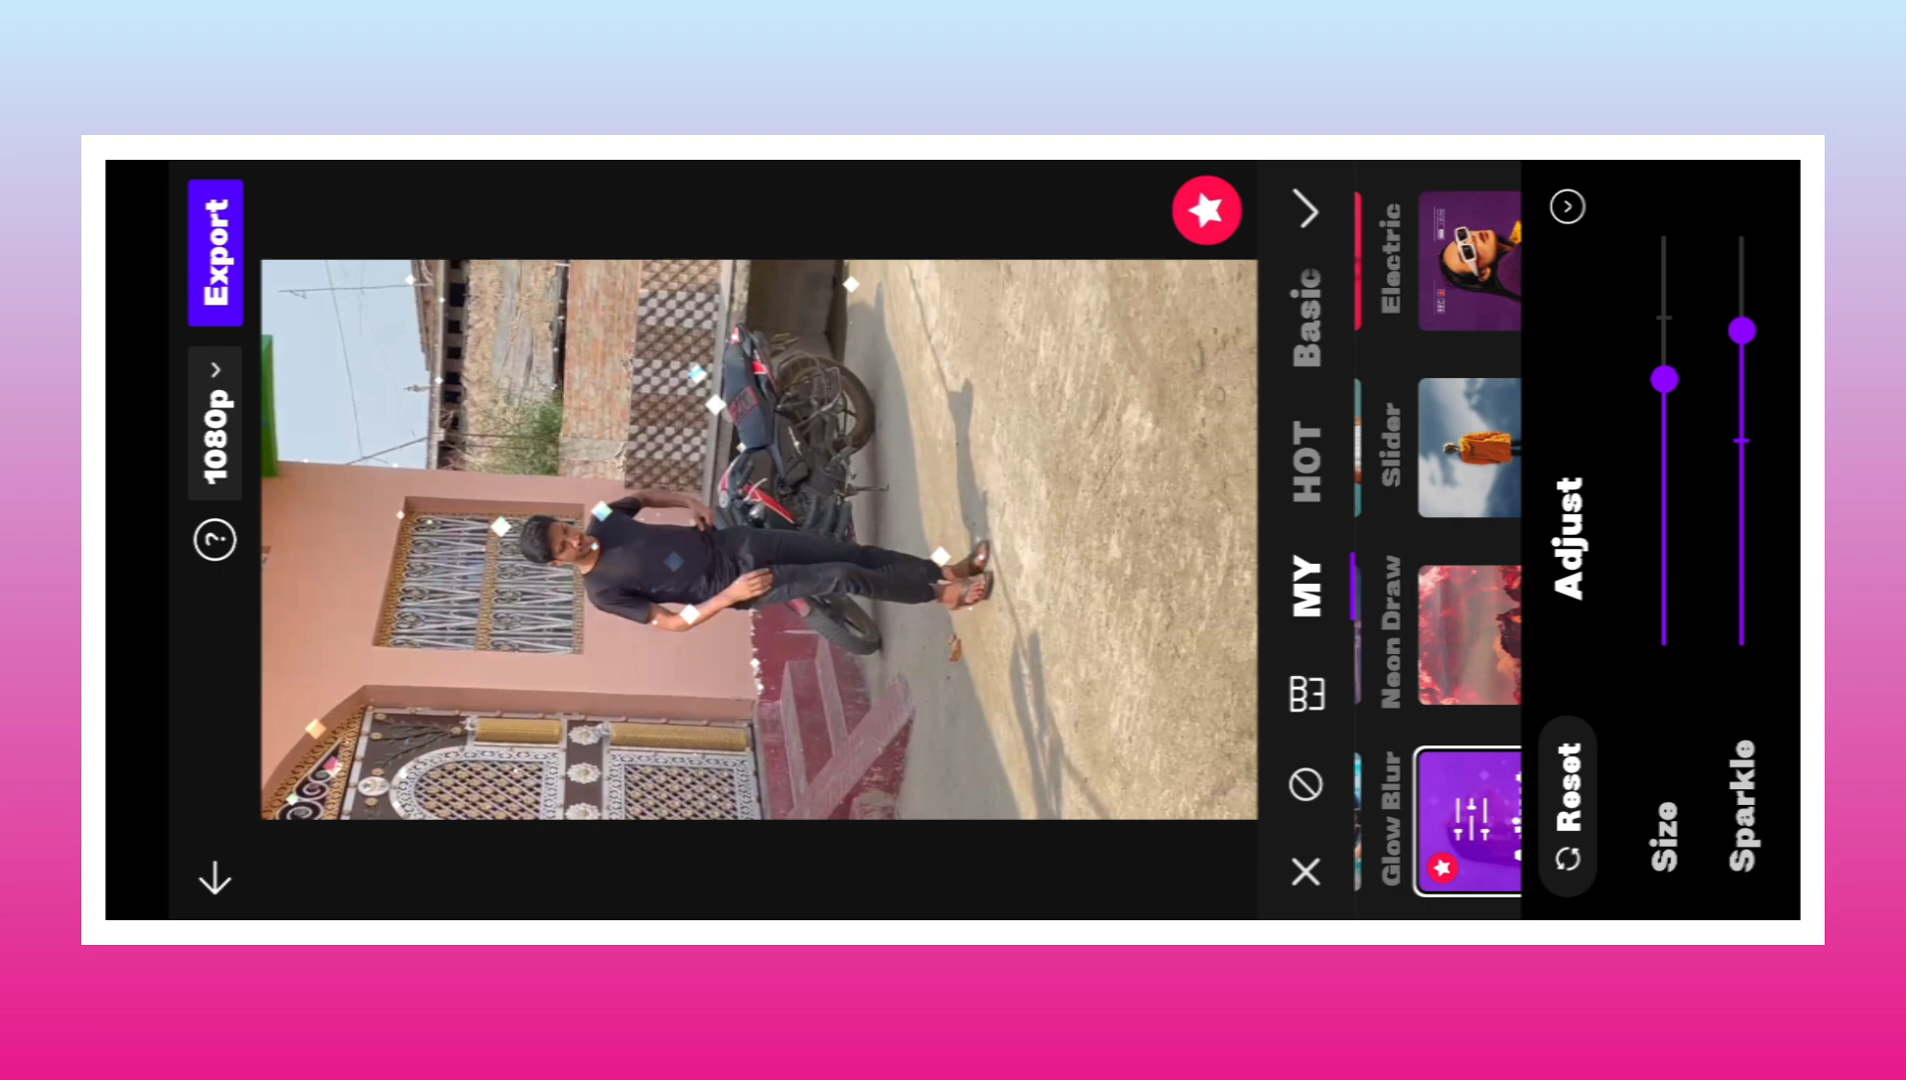 ?
1080p
Export
MY
HOT
Basic
Glow Blur
Neon Draw
Slider
Electric
Reset
Adjust
Size
Sparkle